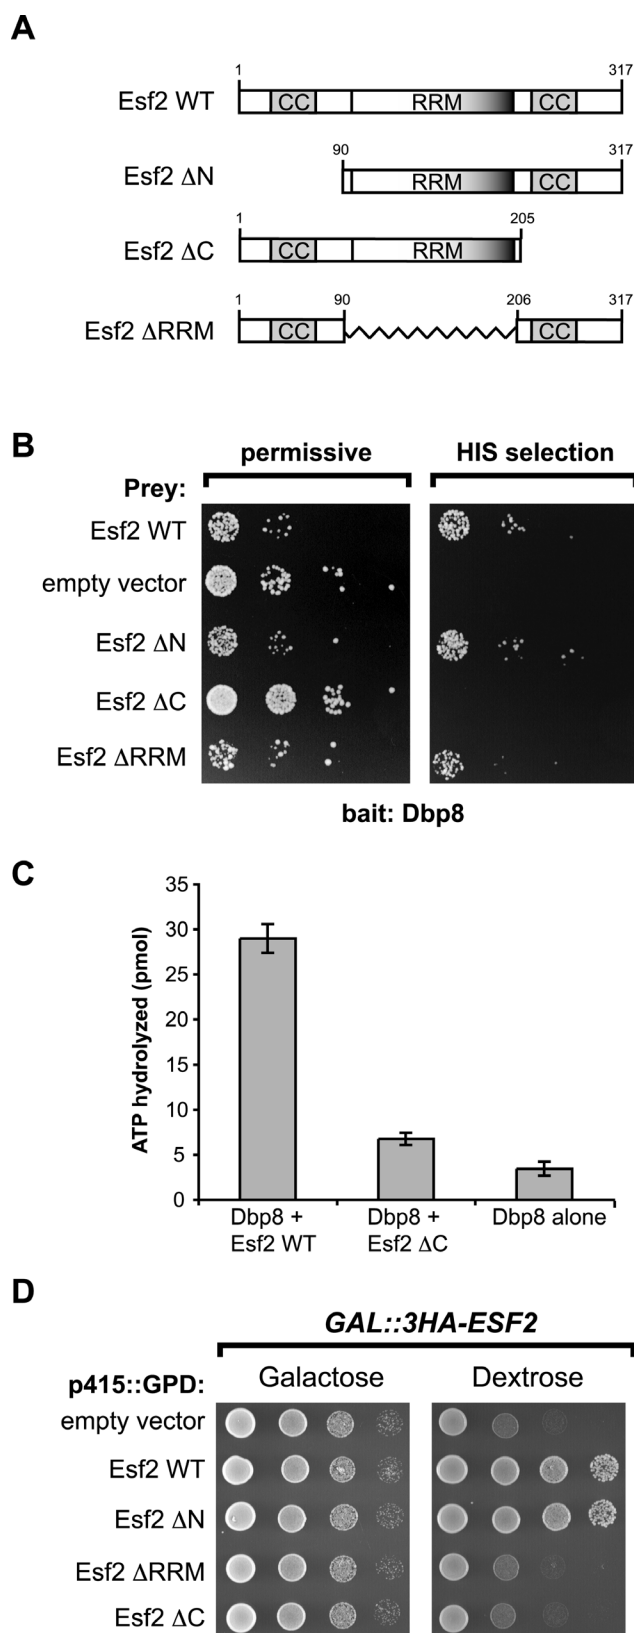 A
1 317
Esf2 WT CC RRM CC
90 317
Esf2 ΔN RRM CC
1 205
Esf2 ΔC CC RRM
1 90 206 317
Esf2 ΔRRM CC CC
B
permissive HIS selection
Prey:
Esf2 WT
empty vector
Esf2 ΔN
Esf2 ΔC
Esf2 ΔRRM
bait: Dbp8
C
ATP hydrolyzed (pmol)
35
30
25
20
15
10
5
0
Dbp8 + Dbp8 + Dbp8 alone
Esf2 WT Esf2 ΔC
D
GAL::3HA-ESF2
p415::GPD: Galactose Dextrose
empty vector
Esf2 WT
Esf2 ΔN
Esf2 ΔRRM
Esf2 ΔC